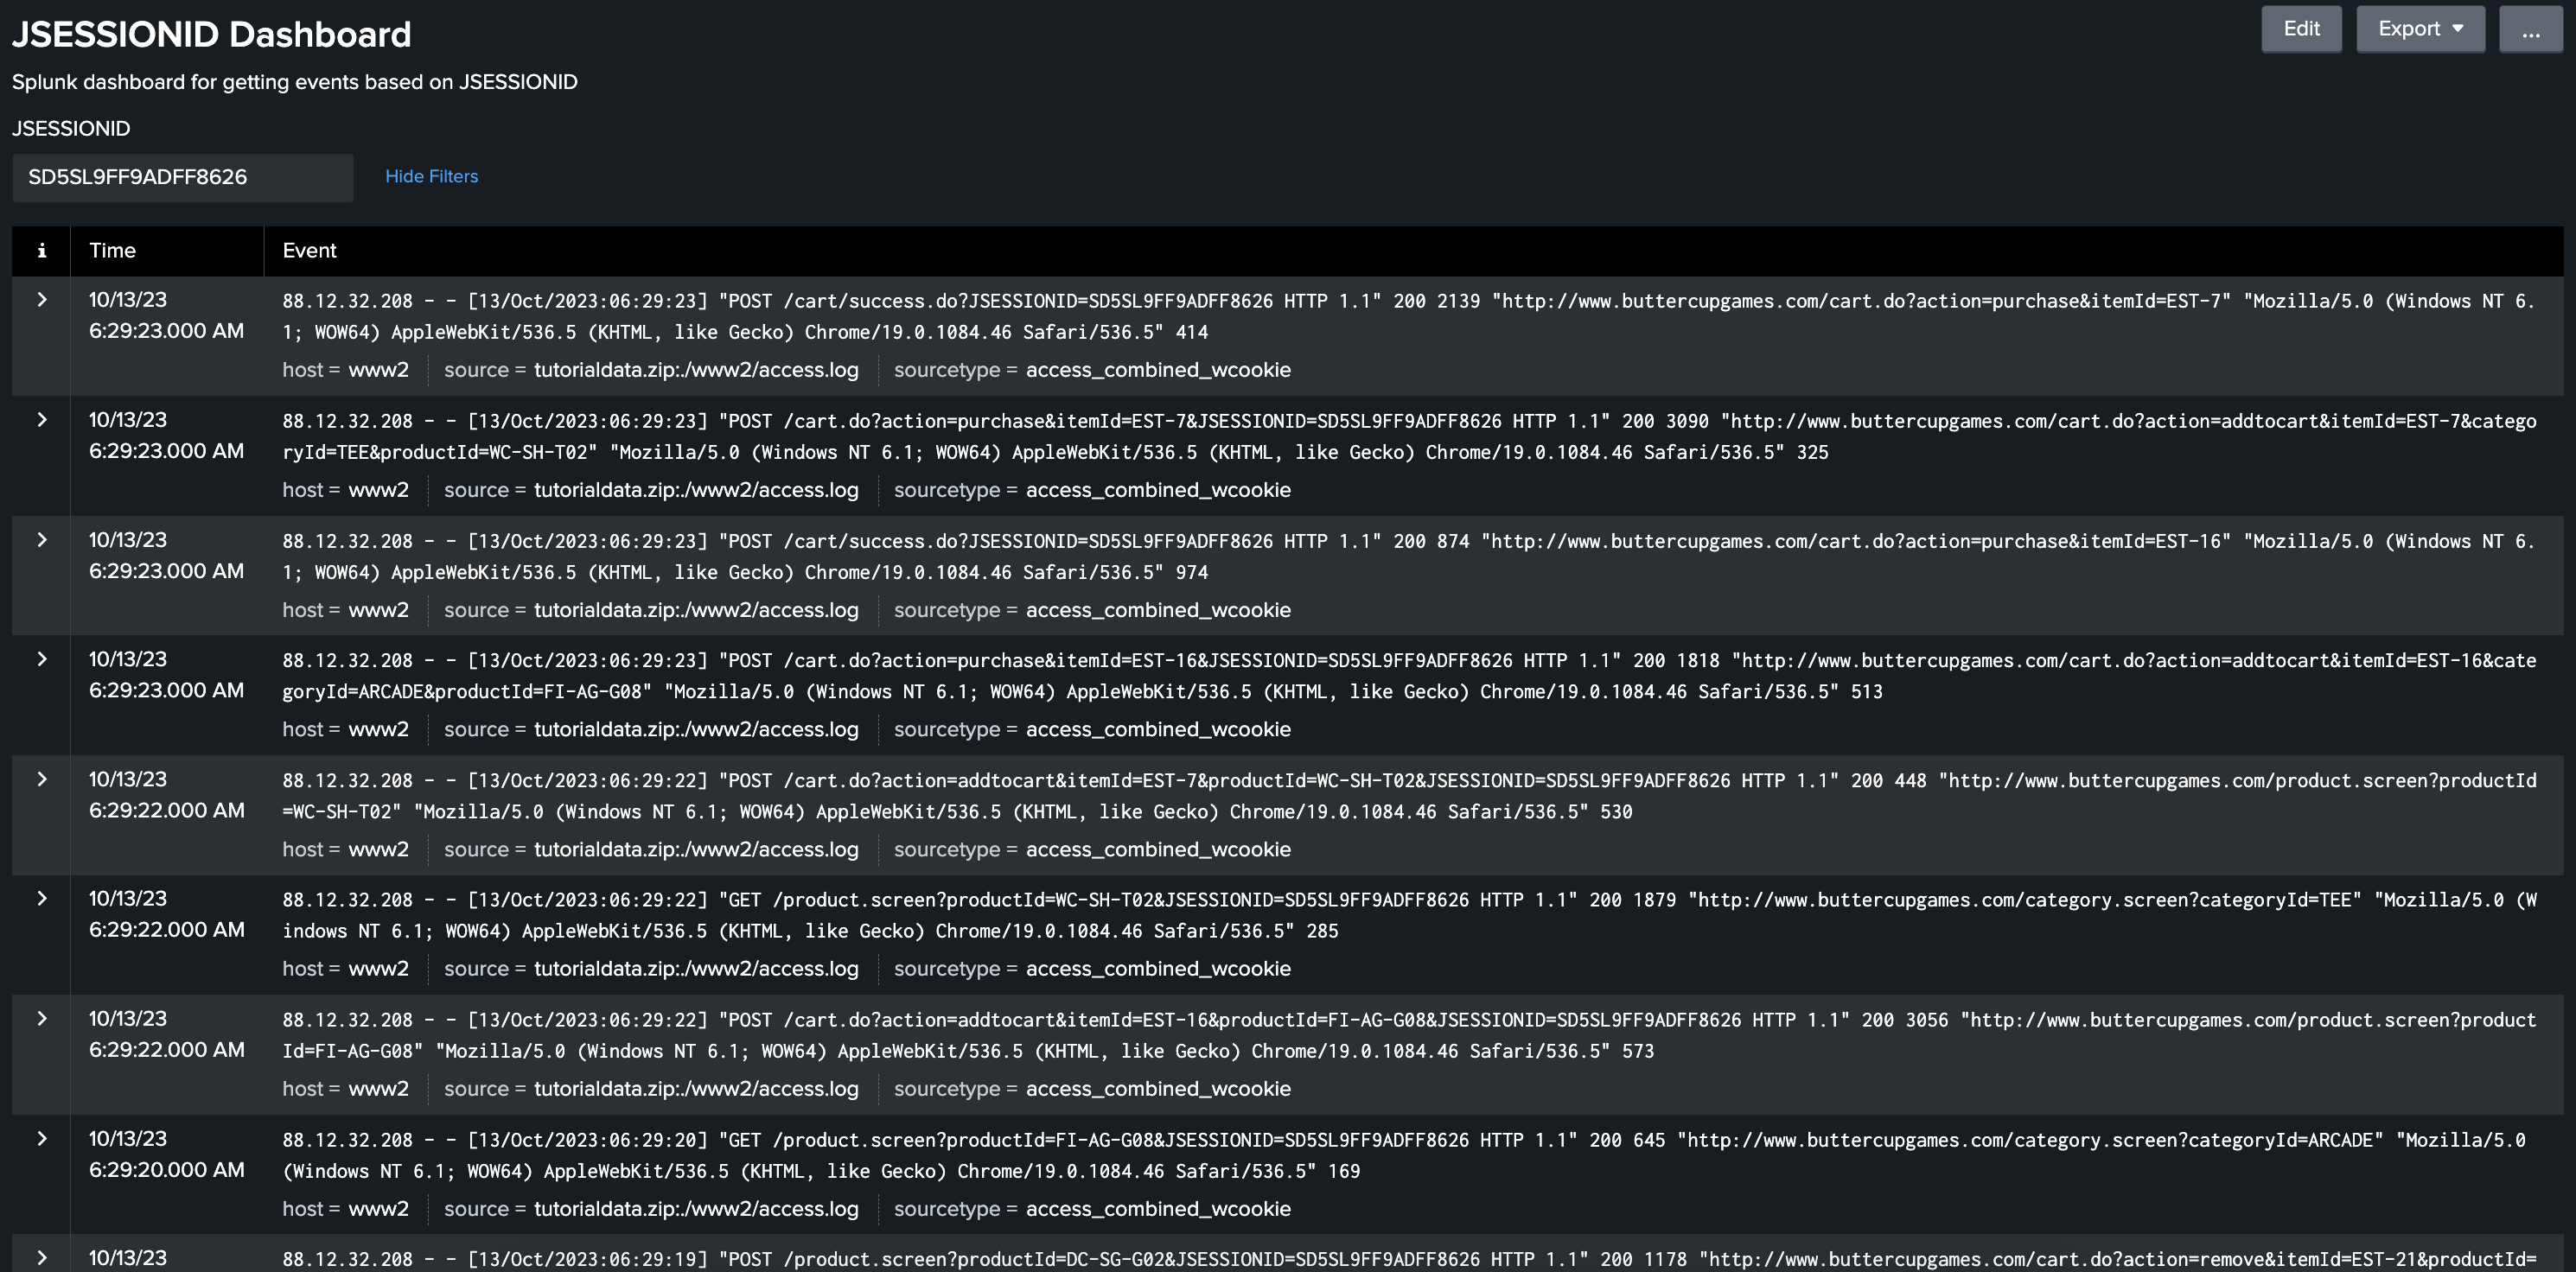 JSESSIONID Dashboard
Edit
Export
...
Splunk dashboard for getting events based on JSESSIONID
JSESSIONID
SD5SL9FF9ADFF8626
Hide Filters
i Time Event
10/13/23
6:29:23.000 AM
88.12.32.208 - - [13/Oct/2023:06:29:23] "POST /cart/success.do?JSESSIONID=SD5SL9FF9ADFF8626 HTTP 1.1" 200 2139 "http://www.buttercupgames.com/cart.do?action=purchase&itemId=EST-7" "Mozilla/5.0 (Windows NT 6.
1; WOW64) AppleWebKit/536.5 (KHTML, like Gecko) Chrome/19.0.1084.46 Safari/536.5" 414
host = www2 source = tutorialdata.zip:./www2/access.log sourcetype = access_combined_wcookie
10/13/23
6:29:23.000 AM
88.12.32.208 - - [13/Oct/2023:06:29:23] "POST /cart.do?action=purchase&itemId=EST-7&JSESSIONID=SD5SL9FF9ADFF8626 HTTP 1.1" 200 3090 "http://www.buttercupgames.com/cart.do?action=addtocart&itemId=EST-7&catego
ryId=TEE&productId=WC-SH-T02" "Mozilla/5.0 (Windows NT 6.1; WOW64) AppleWebKit/536.5 (KHTML, like Gecko) Chrome/19.0.1084.46 Safari/536.5" 325
host = www2 source = tutorialdata.zip:./www2/access.log sourcetype = access_combined_wcookie
10/13/23
6:29:23.000 AM
88.12.32.208 - - [13/Oct/2023:06:29:23] "POST /cart/success.do?JSESSIONID=SD5SL9FF9ADFF8626 HTTP 1.1" 200 874 "http://www.buttercupgames.com/cart.do?action=purchase&itemId=EST-16" "Mozilla/5.0 (Windows NT 6.
1; WOW64) AppleWebKit/536.5 (KHTML, like Gecko) Chrome/19.0.1084.46 Safari/536.5" 974
host = www2 source = tutorialdata.zip:./www2/access.log sourcetype = access_combined_wcookie
10/13/23
6:29:23.000 AM
88.12.32.208 - - [13/Oct/2023:06:29:23] "POST /cart.do?action=purchase&itemId=EST-16&JSESSIONID=SD5SL9FF9ADFF8626 HTTP 1.1" 200 1818 "http://www.buttercupgames.com/cart.do?action=addtocart&itemId=EST-16&cate
goryId=ARCADE&productId=FI-AG-G08" "Mozilla/5.0 (Windows NT 6.1; WOW64) AppleWebKit/536.5 (KHTML, like Gecko) Chrome/19.0.1084.46 Safari/536.5" 513
host = www2 source = tutorialdata.zip:./www2/access.log sourcetype = access_combined_wcookie
10/13/23
6:29:22.000 AM
88.12.32.208 - - [13/Oct/2023:06:29:22] "POST /cart.do?action=addtocart&itemId=EST-7&productId=WC-SH-T02&JSESSIONID=SD5SL9FF9ADFF8626 HTTP 1.1" 200 448 "http://www.buttercupgames.com/product.screen?productId
=WC-SH-T02" "Mozilla/5.0 (Windows NT 6.1; WOW64) AppleWebKit/536.5 (KHTML, like Gecko) Chrome/19.0.1084.46 Safari/536.5" 530
host = www2 source = tutorialdata.zip:./www2/access.log sourcetype = access_combined_wcookie
10/13/23
6:29:22.000 AM
88.12.32.208 - - [13/Oct/2023:06:29:22] "GET /product.screen?productId=WC-SH-T02&JSESSIONID=SD5SL9FF9ADFF8626 HTTP 1.1" 200 1879 "http://www.buttercupgames.com/category.screen?categoryId=TEE" "Mozilla/5.0 (W
indows NT 6.1; WOW64) AppleWebKit/536.5 (KHTML, like Gecko) Chrome/19.0.1084.46 Safari/536.5" 285
host = www2 source = tutorialdata.zip:./www2/access.log sourcetype = access_combined_wcookie
10/13/23
6:29:22.000 AM
88.12.32.208 - - [13/Oct/2023:06:29:22] "POST /cart.do?action=addtocart&itemId=EST-16&productId=FI-AG-G08&JSESSIONID=SD5SL9FF9ADFF8626 HTTP 1.1" 200 3056 "http://www.buttercupgames.com/product.screen?product
Id=FI-AG-G08" "Mozilla/5.0 (Windows NT 6.1; WOW64) AppleWebKit/536.5 (KHTML, like Gecko) Chrome/19.0.1084.46 Safari/536.5" 573
host = www2 source = tutorialdata.zip:./www2/access.log sourcetype = access_combined_wcookie
10/13/23
6:29:20.000 AM
88.12.32.208 - - [13/Oct/2023:06:29:20] "GET /product.screen?productId=FI-AG-G08&JSESSIONID=SD5SL9FF9ADFF8626 HTTP 1.1" 200 645 "http://www.buttercupgames.com/category.screen?categoryId=ARCADE" "Mozilla/5.0
(Windows NT 6.1; WOW64) AppleWebKit/536.5 (KHTML, like Gecko) Chrome/19.0.1084.46 Safari/536.5" 169
host = www2 source = tutorialdata.zip:./www2/access.log sourcetype = access_combined_wcookie
10/13/23
88.12.32.208 - - [13/Oct/2023:06:29:19] "POST /product.screen?productId=DC-SG-G02&JSESSIONID=SD5SL9FF9ADFF8626 HTTP 1.1" 200 1178 "http://www.buttercupgames.com/cart.do?action=remove&itemId=EST-21&productId=